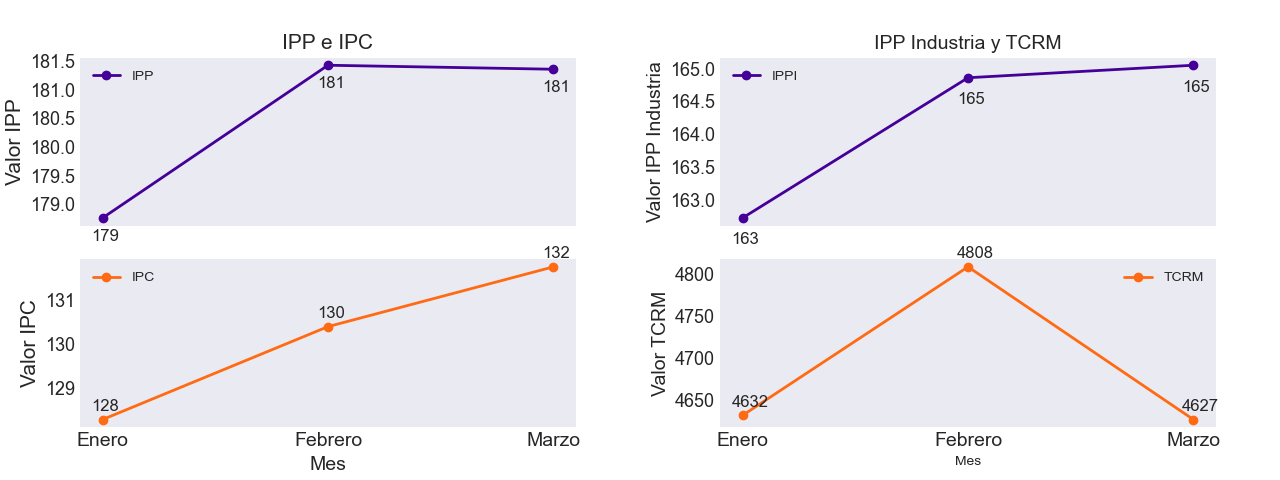 IPP e IPC
Valor IPP
181.5
181.0
180.5
180.0
179.5
179.0
IPP
179
181
181
Valor IPC
131
130
129
IPC
128
130
132
Enero
Febrero
Marzo
Mes
IPP Industria y TCRM
Valor IPP Industria
165.0
164.5
164.0
163.5
163.0
IPPI
163
165
165
Valor TCRM
4800
4750
4700
4650
TCRM
4632
4808
4627
Enero
Febrero
Marzo
Mes